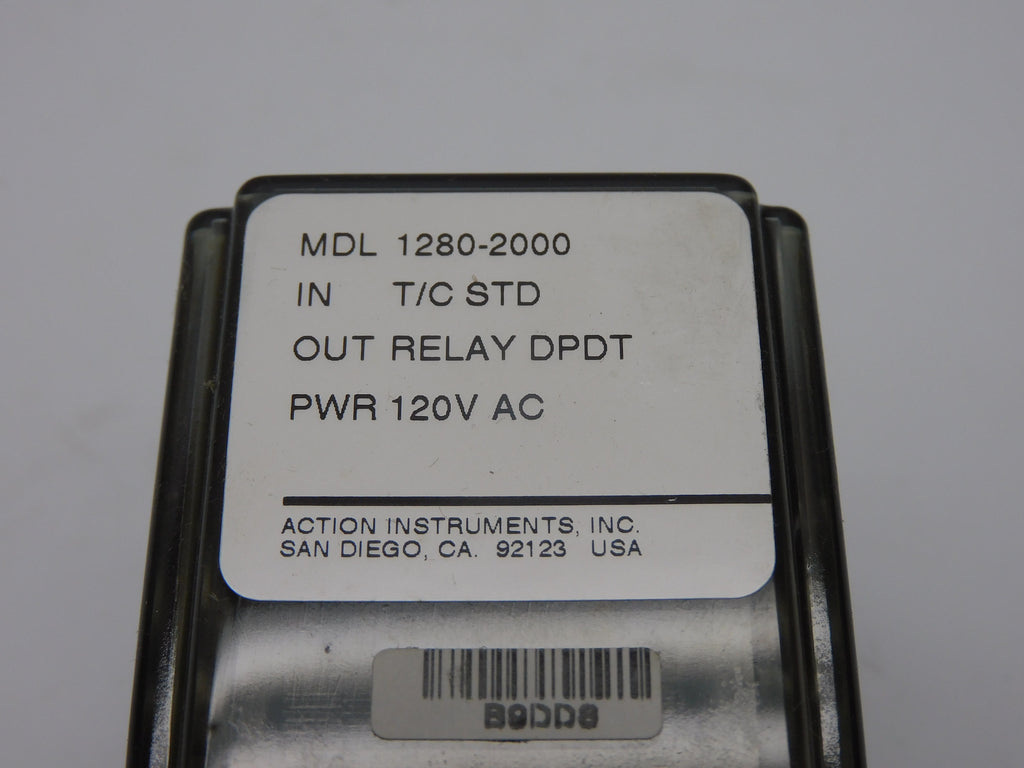 MDL 1280-2000
IN T/C STD
OUT RELAY DPDT
PWR 120V AC
ACTION INSTRUMENTS, INC.
SAN DIEGO, CA. 92123 USA
B9DD8